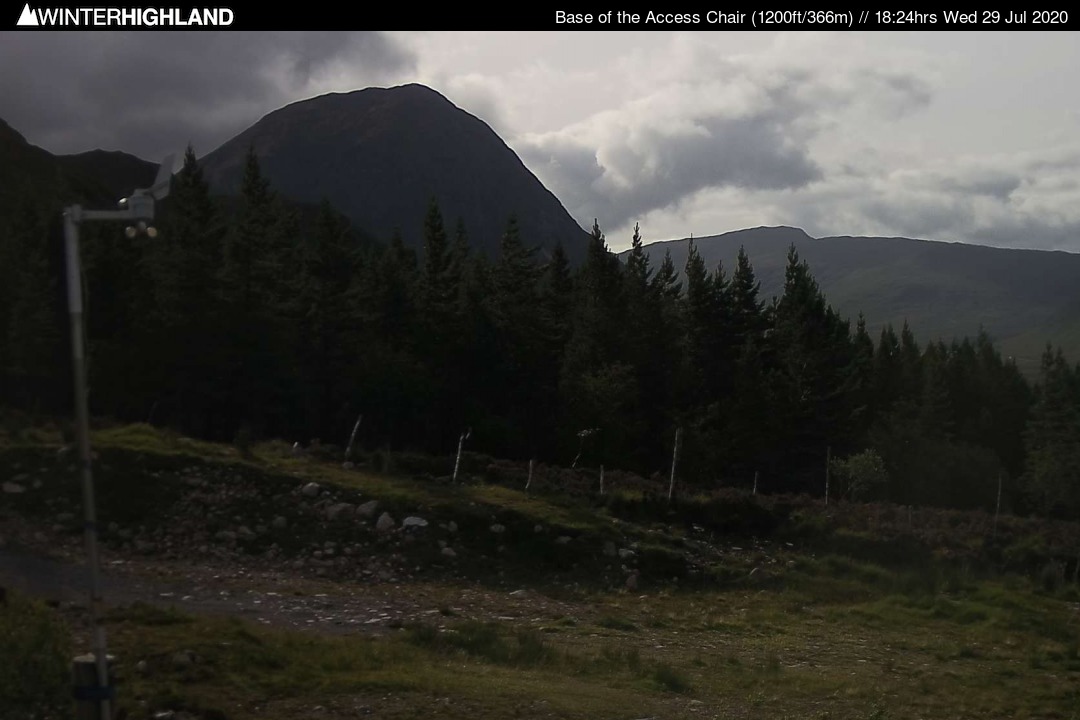 WINTERHIGHLAND
Base of the Access Chair (1200ft/366m) // 18:24hrs Wed 29 Jul 2020